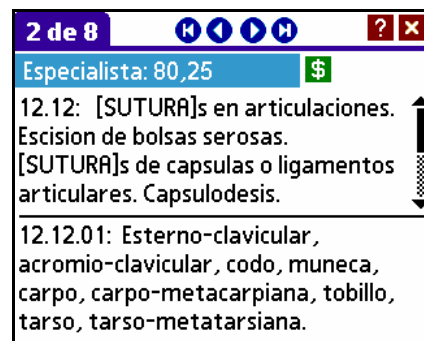 2 de 8
?
Especialista: 80,25
$
12.12: [SUTURA]s en articulaciones.
Escision de bolsas serosas.
[SUTURA]s de capsulas o ligamentos
articulares. Capsulodesis.
12.12.01: Esterno-clavicular,
acromio-clavicular, codo, muneca,
carpo, carpo-metacarpiana, tobillo,
tarso, tarso-metatarsiana.